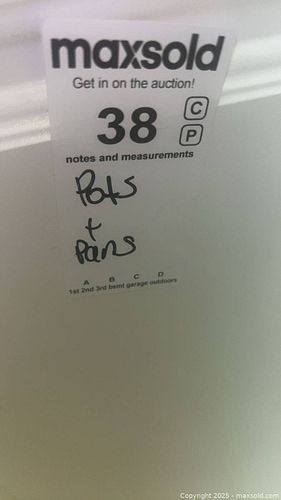 maxsold
Get in on the auction!
38 C
P
notes and measurements
Pots
+
Pans
A B C D
1st 2nd 3rd bsmt garage outdoors
Copyright © 2025 - www.maxsold.com